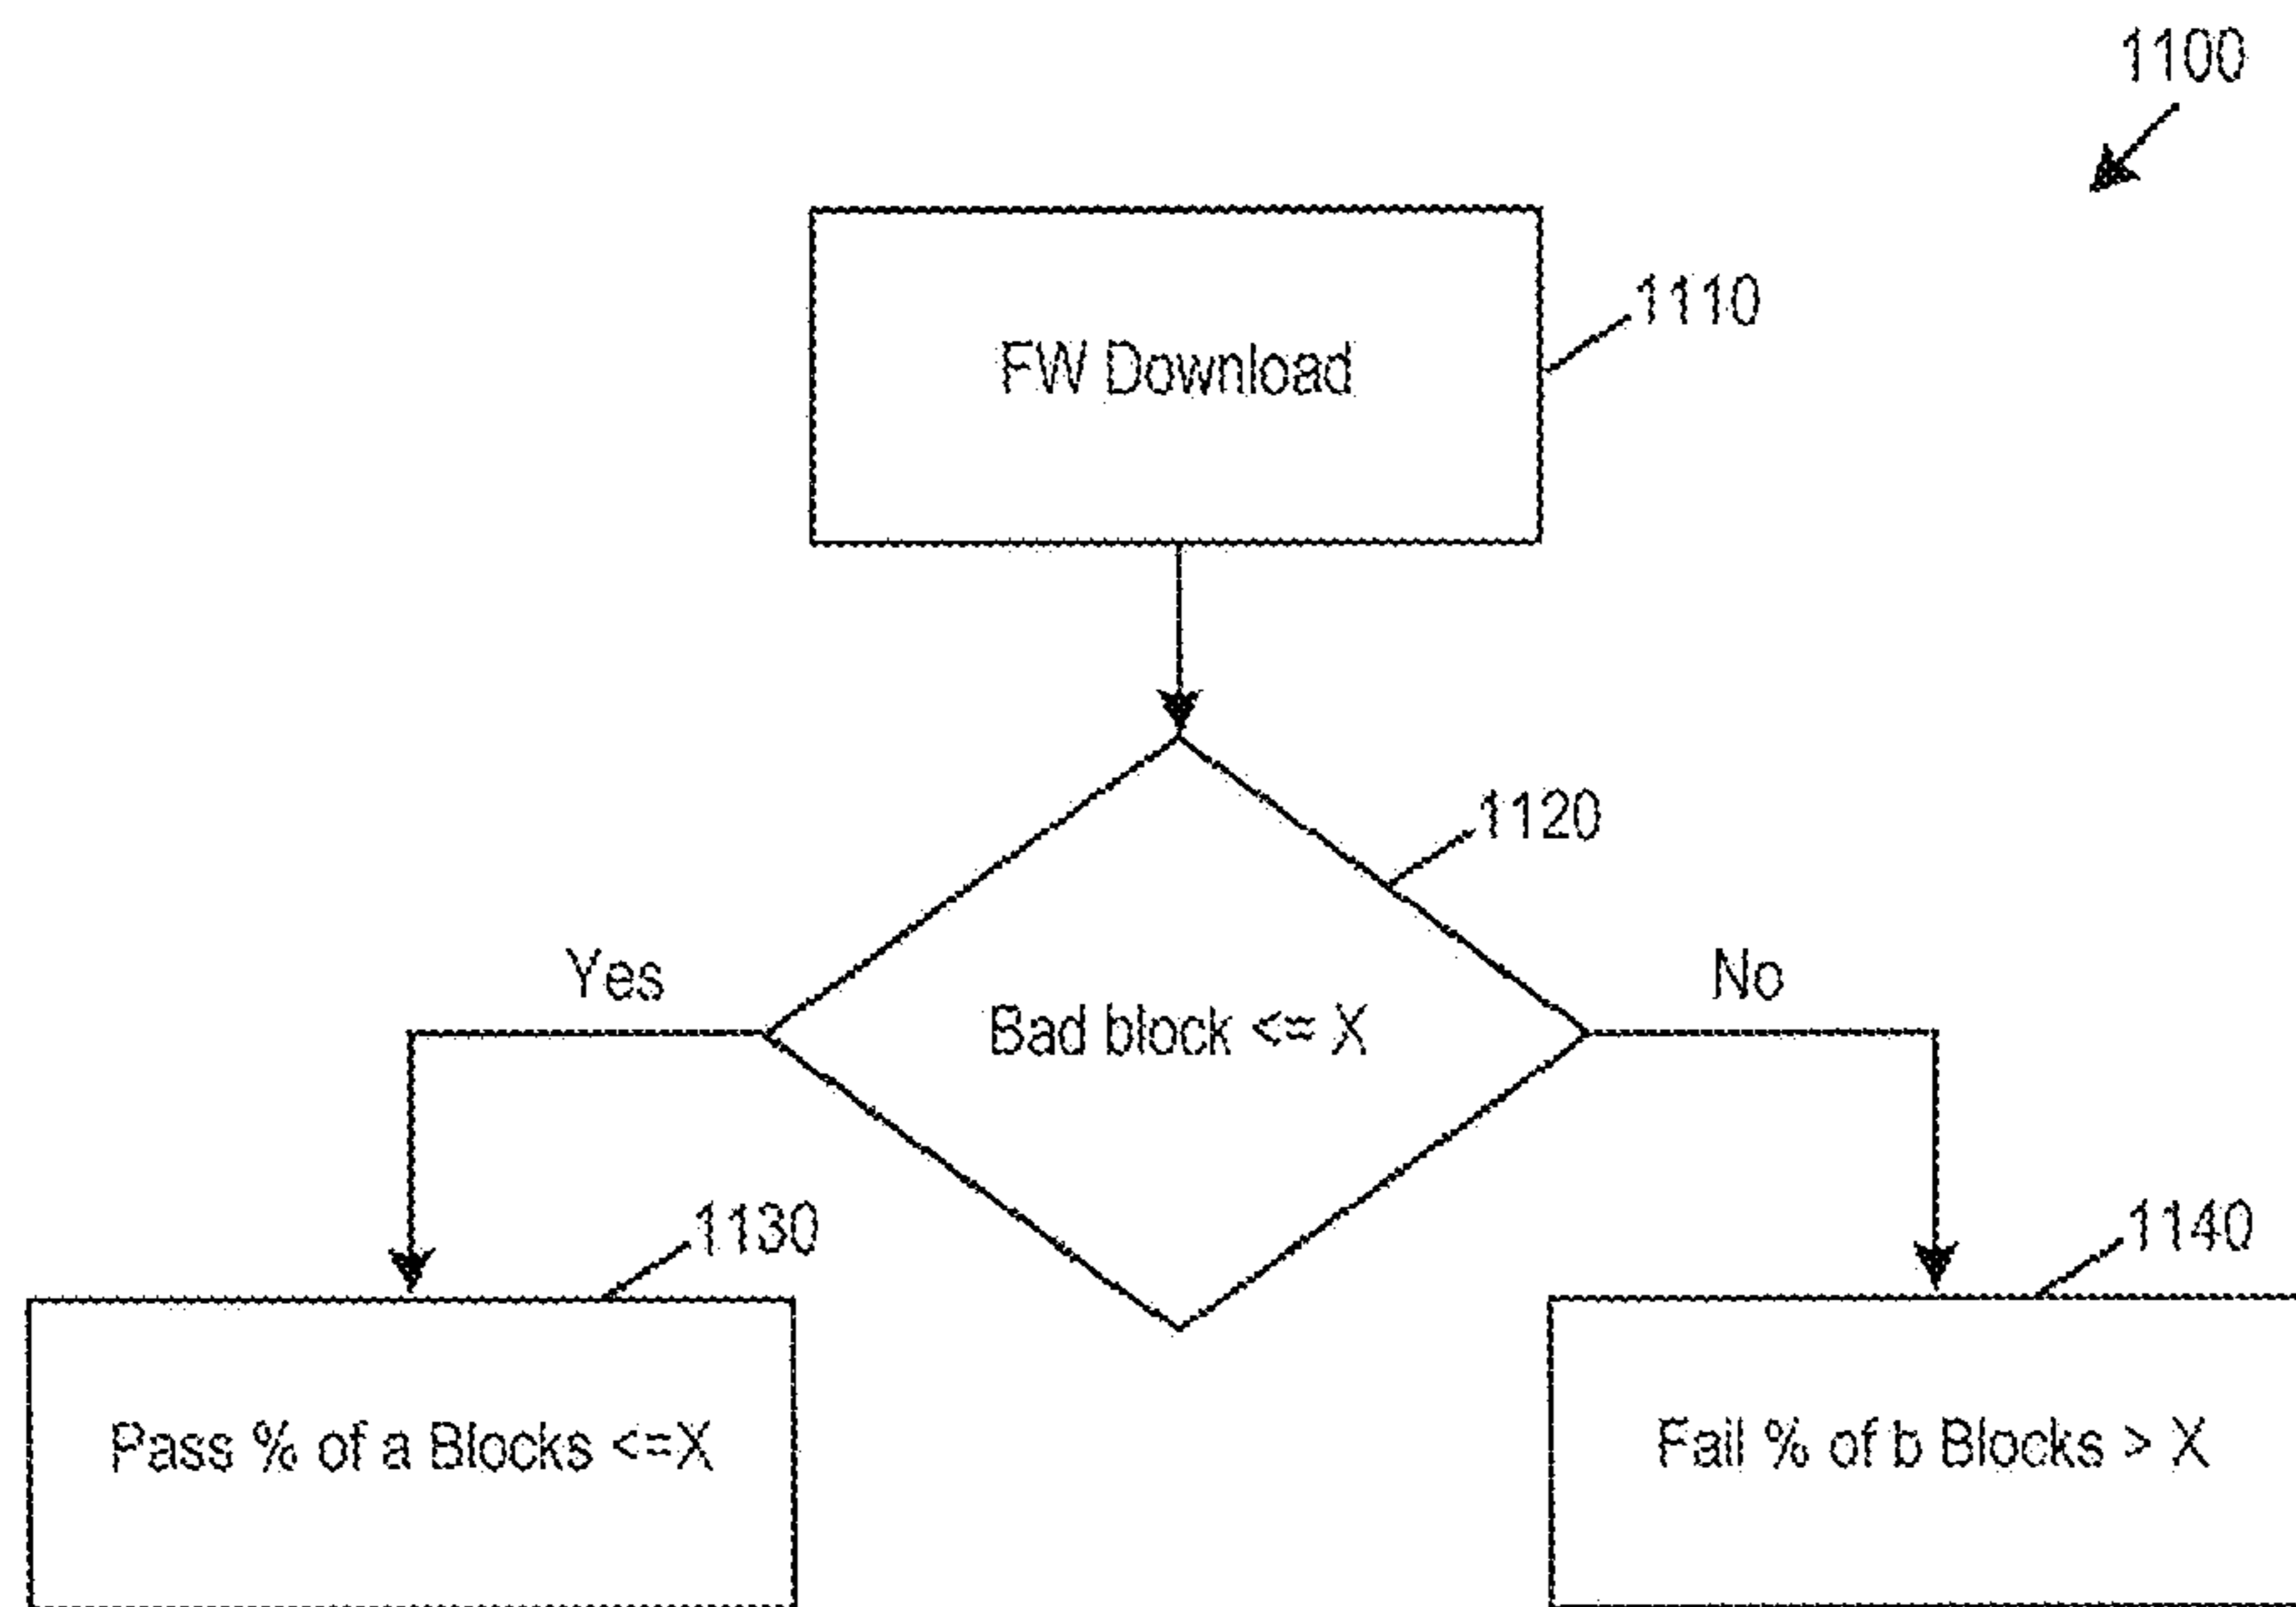 1100
FW Download
1110
1120
Yes
No
Bad block <= X
1130
1140
Pass % of a Blocks <=X
Fail % of b Blocks > X